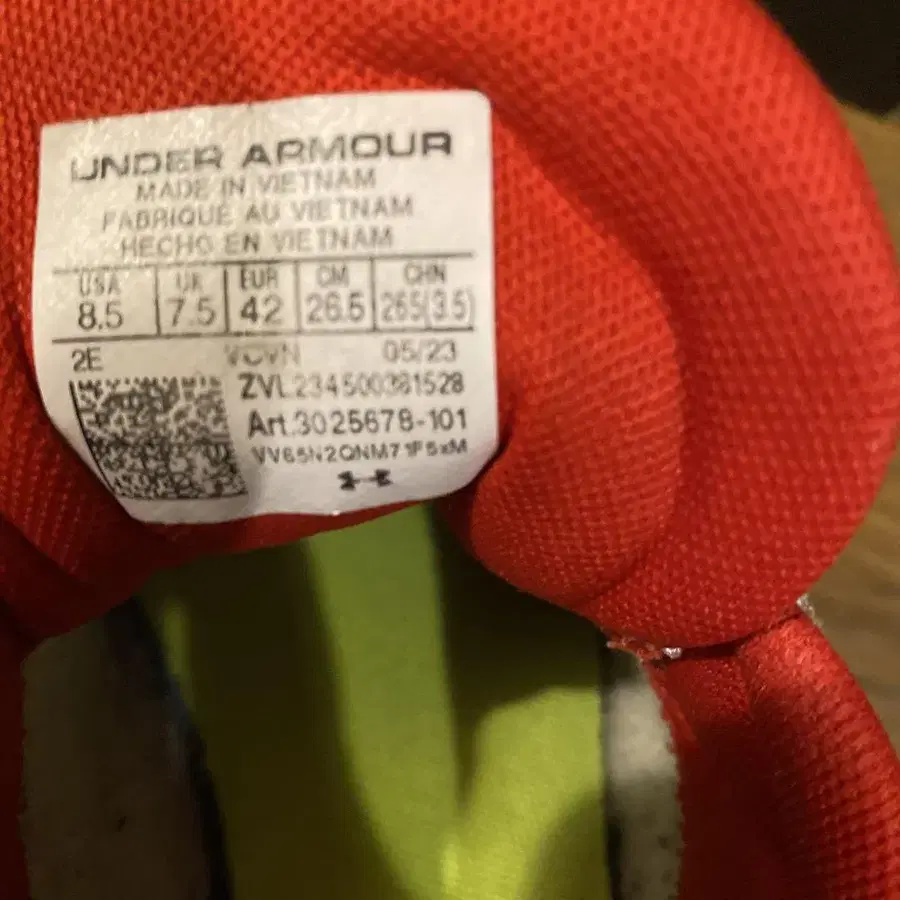 UNDER ARMOUR
MADE IN VIETNAM
FABRIQUE AU VIETNAM
HECHO EN VIETNAM
USA UK EUR CM CHN
8.5 7.5 42 26.5 265(3.5)
2E VCVN 05/23
ZVL234500381528
Art.3025678-101